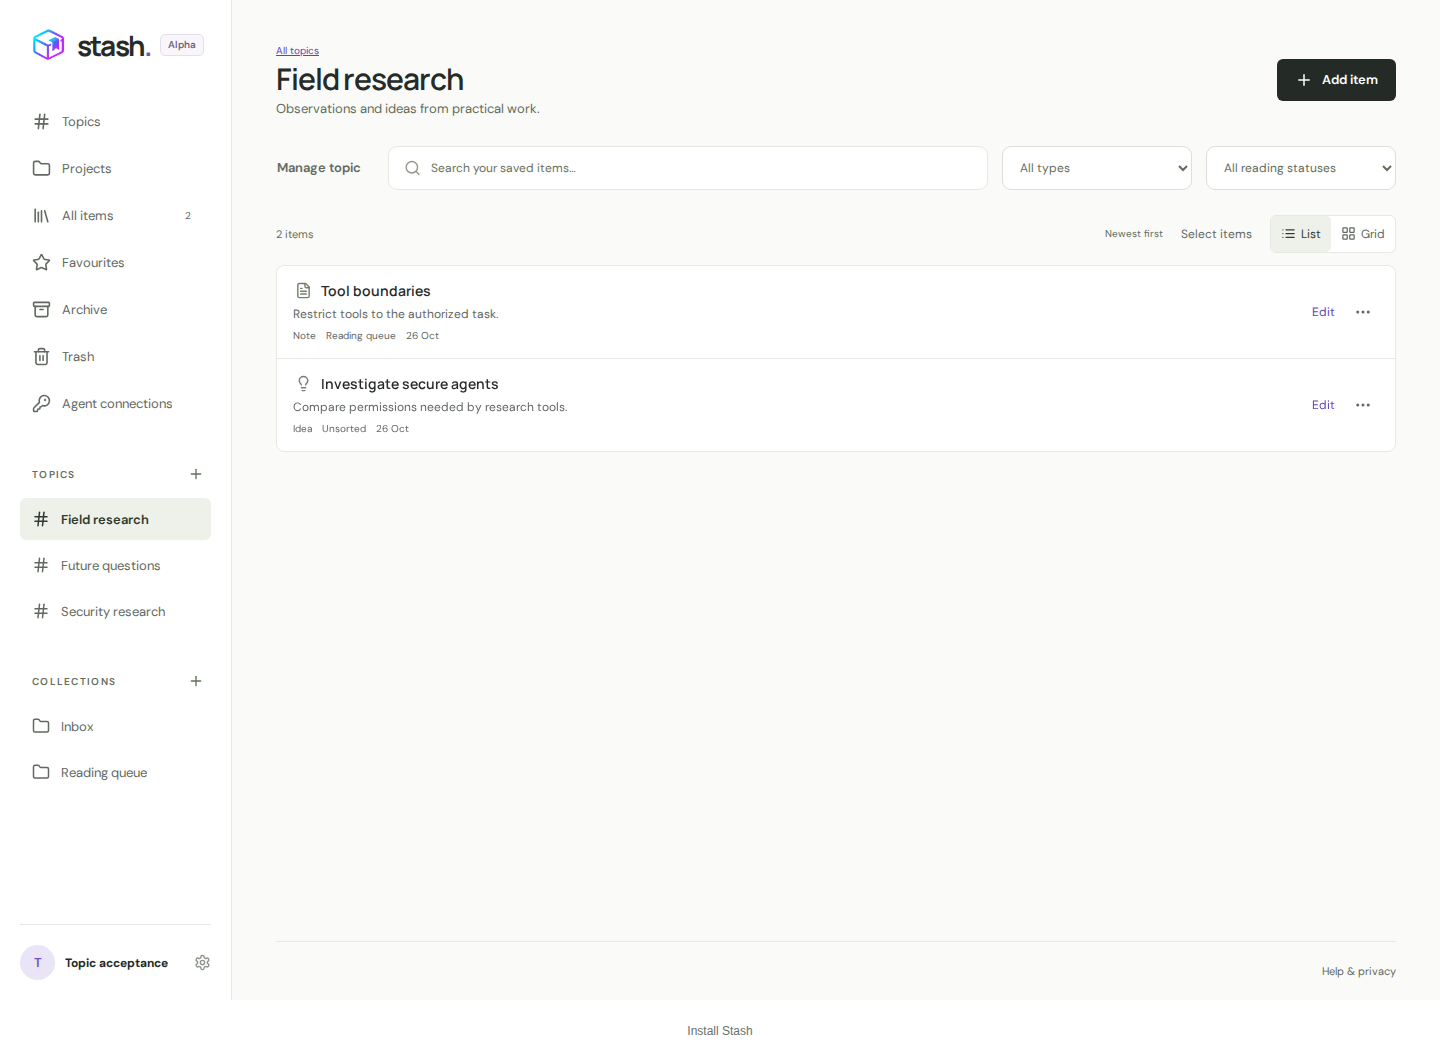 stash.
Alpha
Topics
Projects
All items 2
Favourites
Archive
Trash
Agent connections
TOPICS
Field research
Future questions
Security research
COLLECTIONS
Inbox
Reading queue
T Topic acceptance
All topics
Field research
Observations and ideas from practical work.
Add item
Manage topic
Search your saved items...
All types
All reading statuses
2 items
Newest first
Select items
List
Grid
Tool boundaries
Restrict tools to the authorized task.
Note Reading queue 26 Oct
Edit
Investigate secure agents
Compare permissions needed by research tools.
Idea Unsorted 26 Oct
Edit
Help & privacy
Install Stash